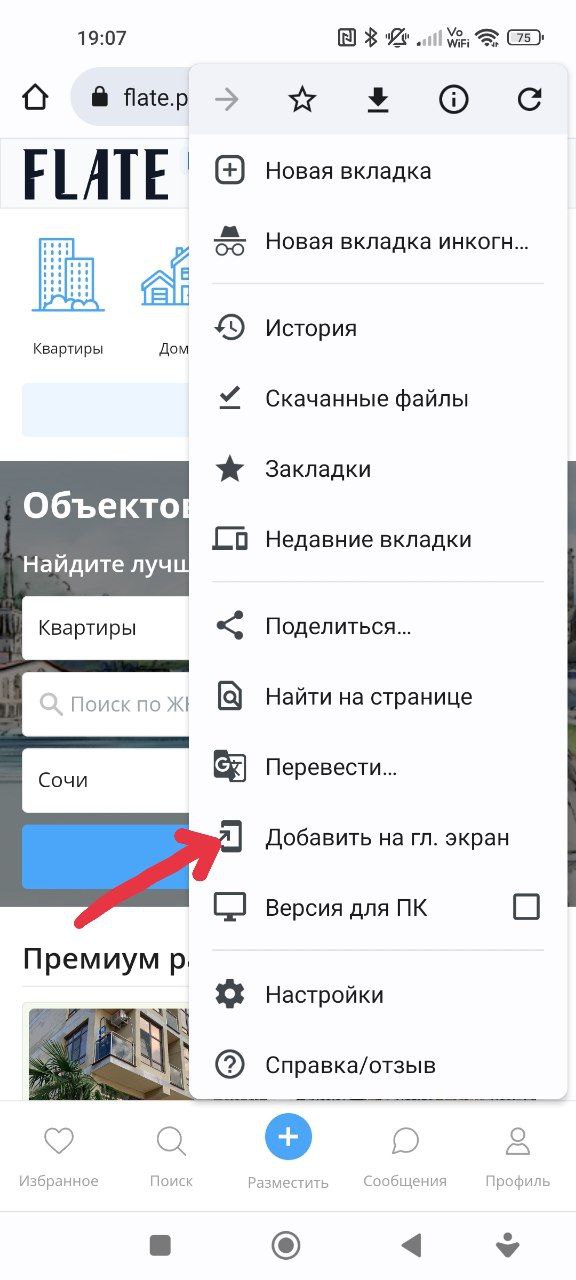 19:07
Vo
WiFi
75
flate.p
FLATE
Новая вкладка
Новая вкладка инкогн...
Квартиры
Дом
История
Скачанные файлы
Закладки
Объектов
Найдите лучш
Недавние вкладки
Квартиры
Поделиться...
Поиск по ЖК
Найти на странице
Сочи
Перевести...
Добавить на гл. экран
Версия для ПК
Премиум ра
Настройки
Справка/отзыв
Избранное
Поиск
Разместить
Сообщения
Профиль